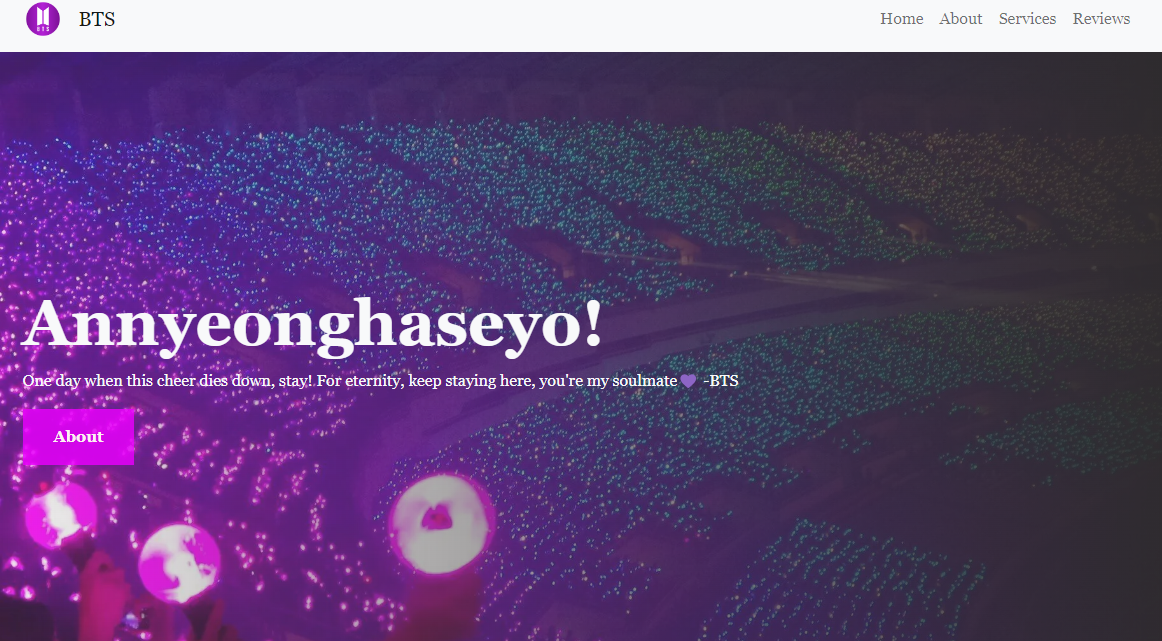 BTS
BTS
Home About Services Reviews
Annyeonghaseyo!
One day when this cheer dies down, stay! For eternity, keep staying here, you're my soulmate💜 -BTS
About